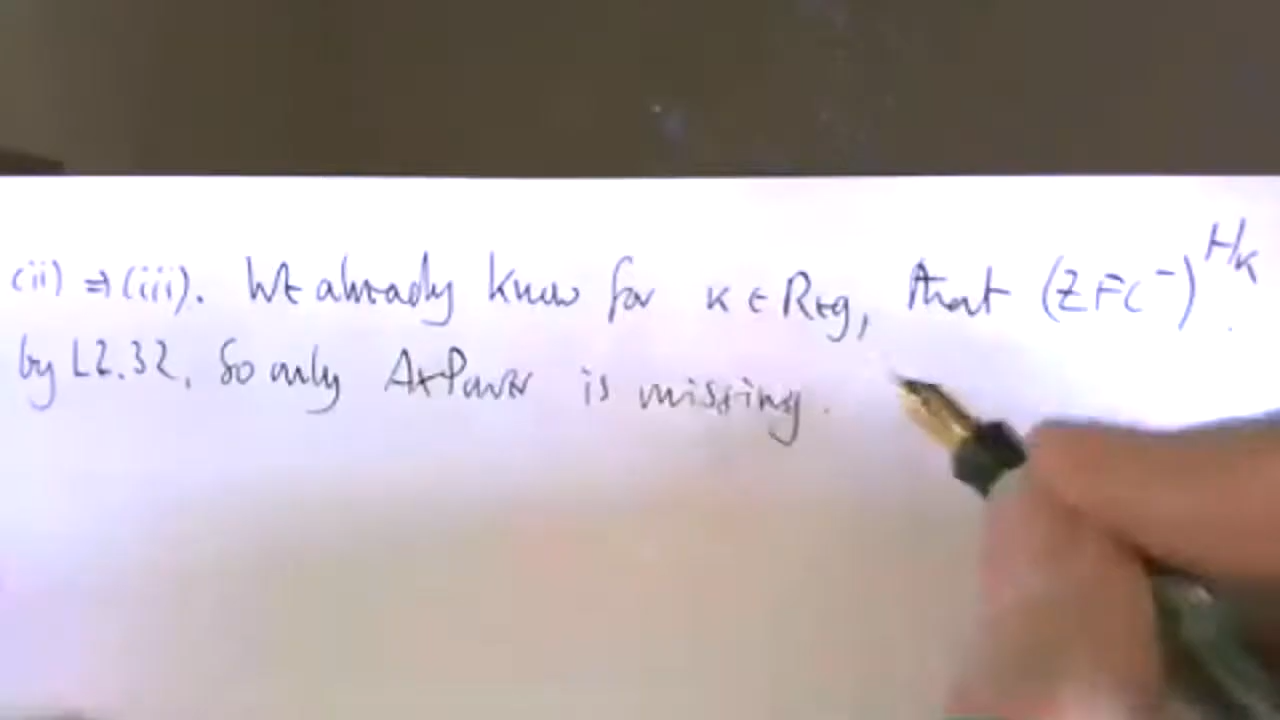 (ii) ⇒ (iii). We already know for κ ∈ Reg, that (ZFC⁻)^{H_κ}
by L2.32, so only AxPower is missing.